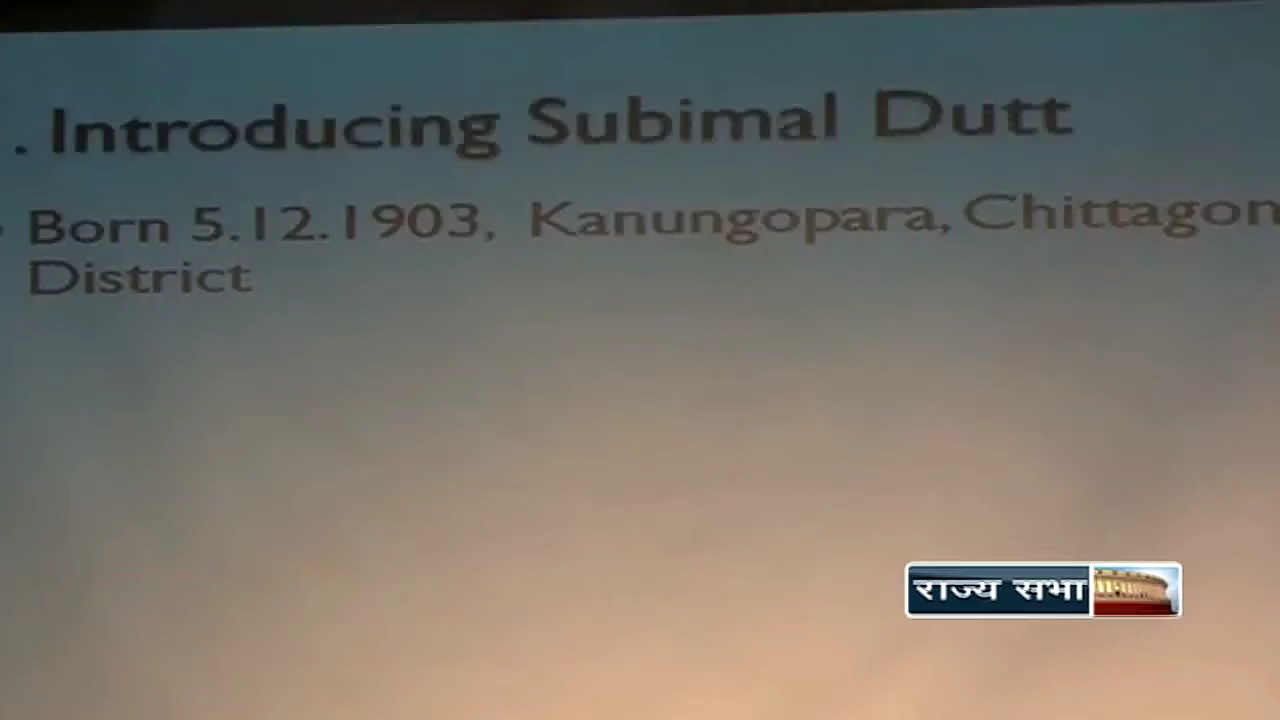 . Introducing Subimal Dutt
Born 5.12.1903, Kanungopara, Chittagon
District
राज्य सभा